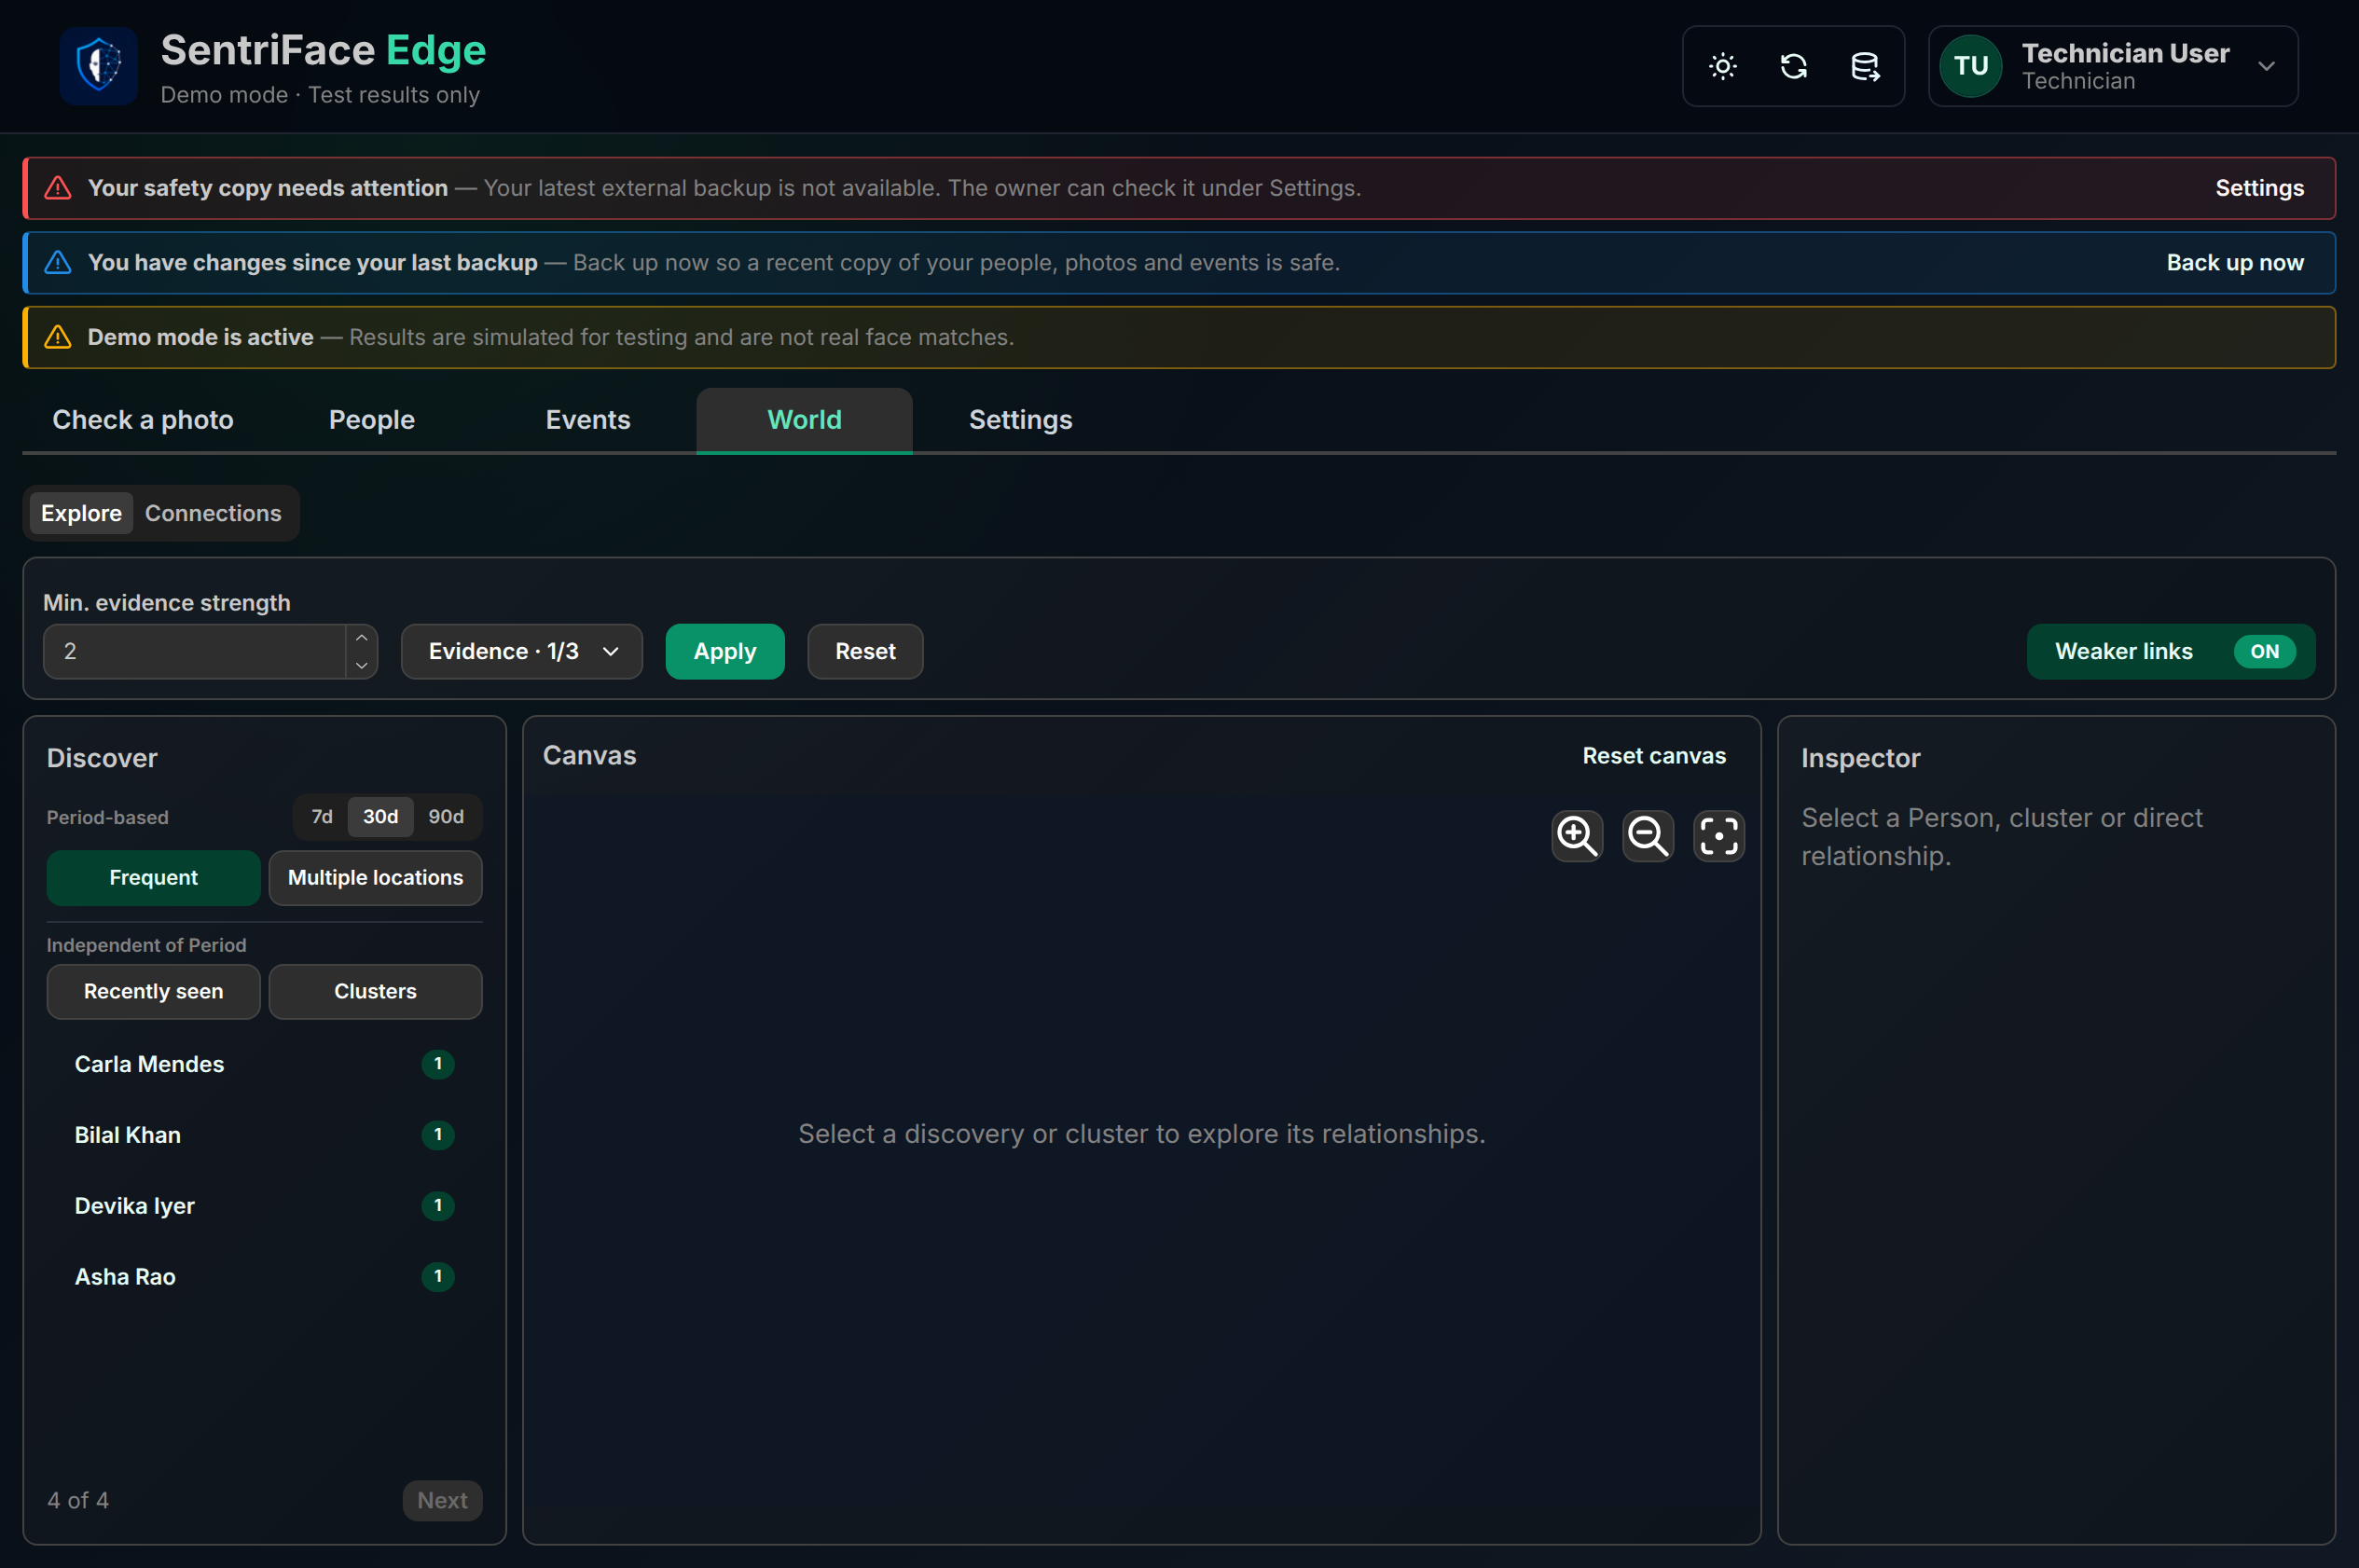 SentriFace Edge
Demo mode · Test results only
TU
Technician User
Technician
Your safety copy needs attention — Your latest external backup is not available. The owner can check it under Settings.
Settings
You have changes since your last backup — Back up now so a recent copy of your people, photos and events is safe.
Back up now
Demo mode is active — Results are simulated for testing and are not real face matches.
Check a photo
People
Events
World
Settings
Explore
Connections
Min. evidence strength
2
Evidence · 1/3
Apply
Reset
Weaker links
ON
Discover
Period-based
7d
30d
90d
Frequent
Multiple locations
Independent of Period
Recently seen
Clusters
Carla Mendes
1
Bilal Khan
1
Devika Iyer
1
Asha Rao
1
4 of 4
Next
Canvas
Reset canvas
Select a discovery or cluster to explore its relationships.
Inspector
Select a Person, cluster or direct
relationship.